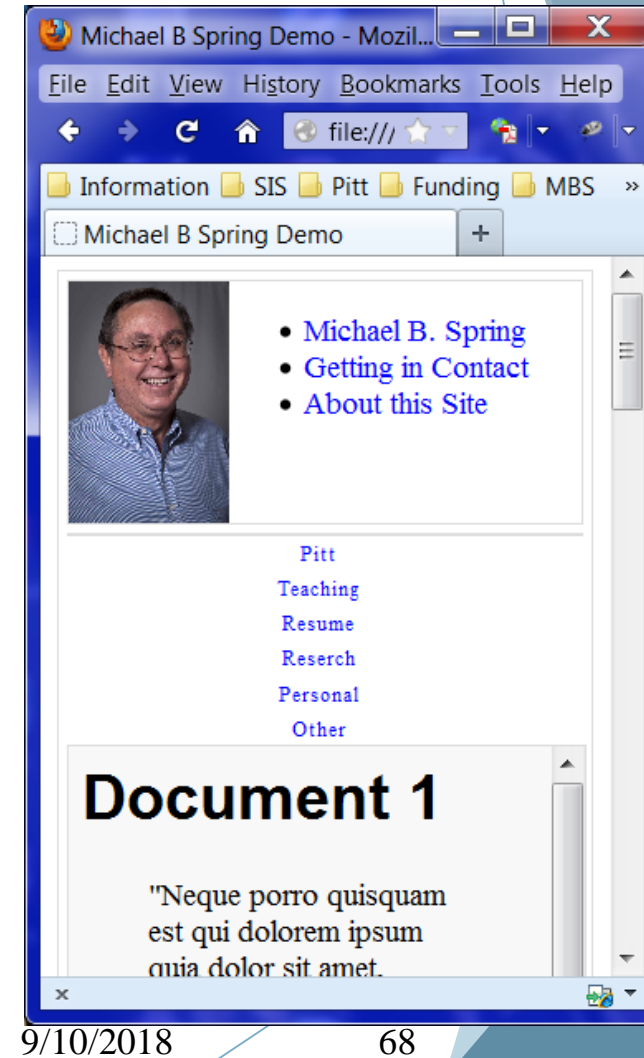 Michael B Spring Demo - Mozil...
File Edit View History Bookmarks Tools Help
file:///
Information SIS Pitt Funding MBS »
Michael B Spring Demo +
• Michael B. Spring
• Getting in Contact
• About this Site
Pitt
Teaching
Resume
Reserch
Personal
Other
Document 1
"Neque porro quisquam
est qui dolorem ipsum
quia dolor sit amet,
x
9/10/2018 68